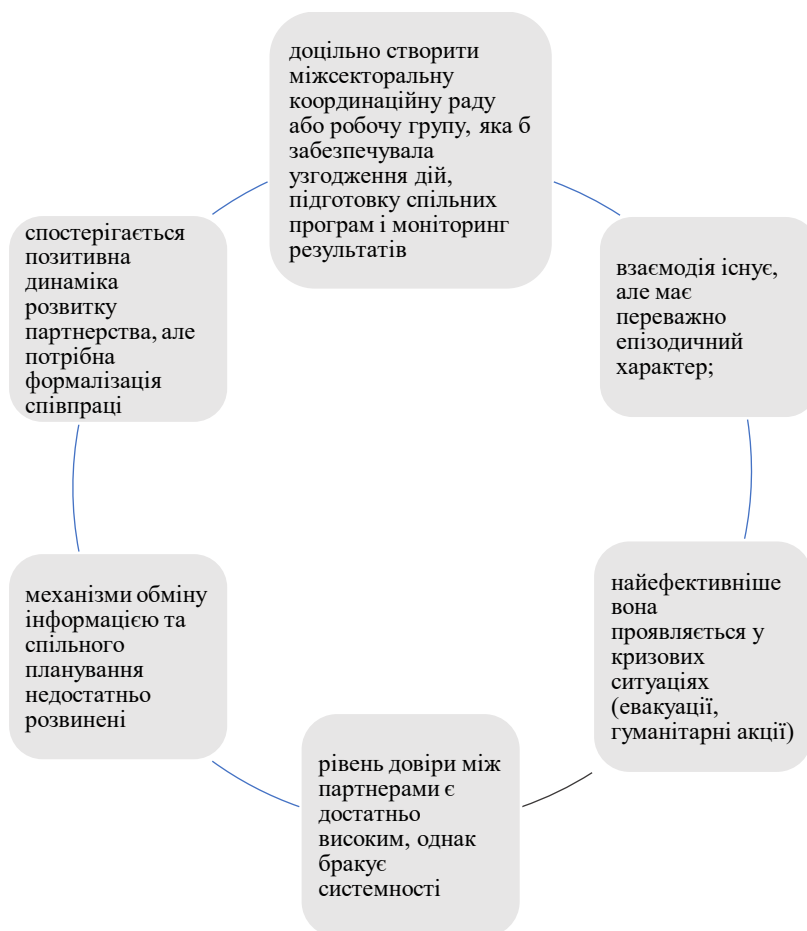 доцільно створити
міжсекторальну
координаційну раду
або робочу групу, яка б
забезпечувала
узгодження дій,
підготовку спільних
програм і моніторинг
результатів
взаємодія існує,
але має
переважно
епізодичний
характер;
найефективніше
вона
проявляється у
кризових
ситуаціях
(евакуації,
гуманітарні акції)
рівень довіри між
партнерами є
достатньо
високим, однак
бракує
системності
механізми обміну
інформацією та
спільного
планування
недостатньо
розвинені
спостерігається
позитивна
динаміка
розвитку
партнерства, але
потрібна
формалізація
співпраці